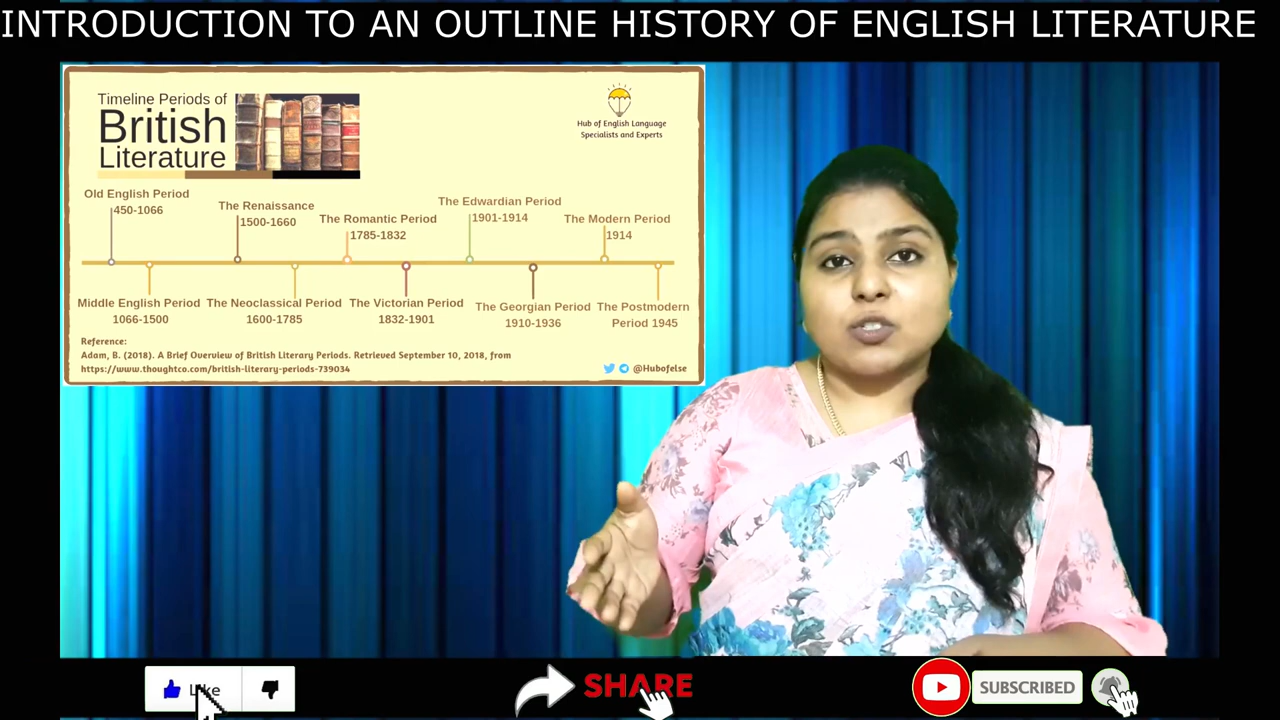 INTRODUCTION TO AN OUTLINE HISTORY OF ENGLISH LITERATURE
Timeline Periods of
British
Literature
Hub of English Language
Specialists and Experts
Old English Period
450-1066
The Renaissance
1500-1660
The Romantic Period
1785-1832
The Edwardian Period
1901-1914
The Modern Period
1914
Middle English Period
1066-1500
The Neoclassical Period
1600-1785
The Victorian Period
1832-1901
The Georgian Period
1910-1936
The Postmodern
Period 1945
Reference:
Adam, B. (2018). A Brief Overview of British Literary Periods. Retrieved September 10, 2018, from
https://www.thoughtco.com/british-literary-periods-739034
@Hubofelse
Like
SHARE
SUBSCRIBED